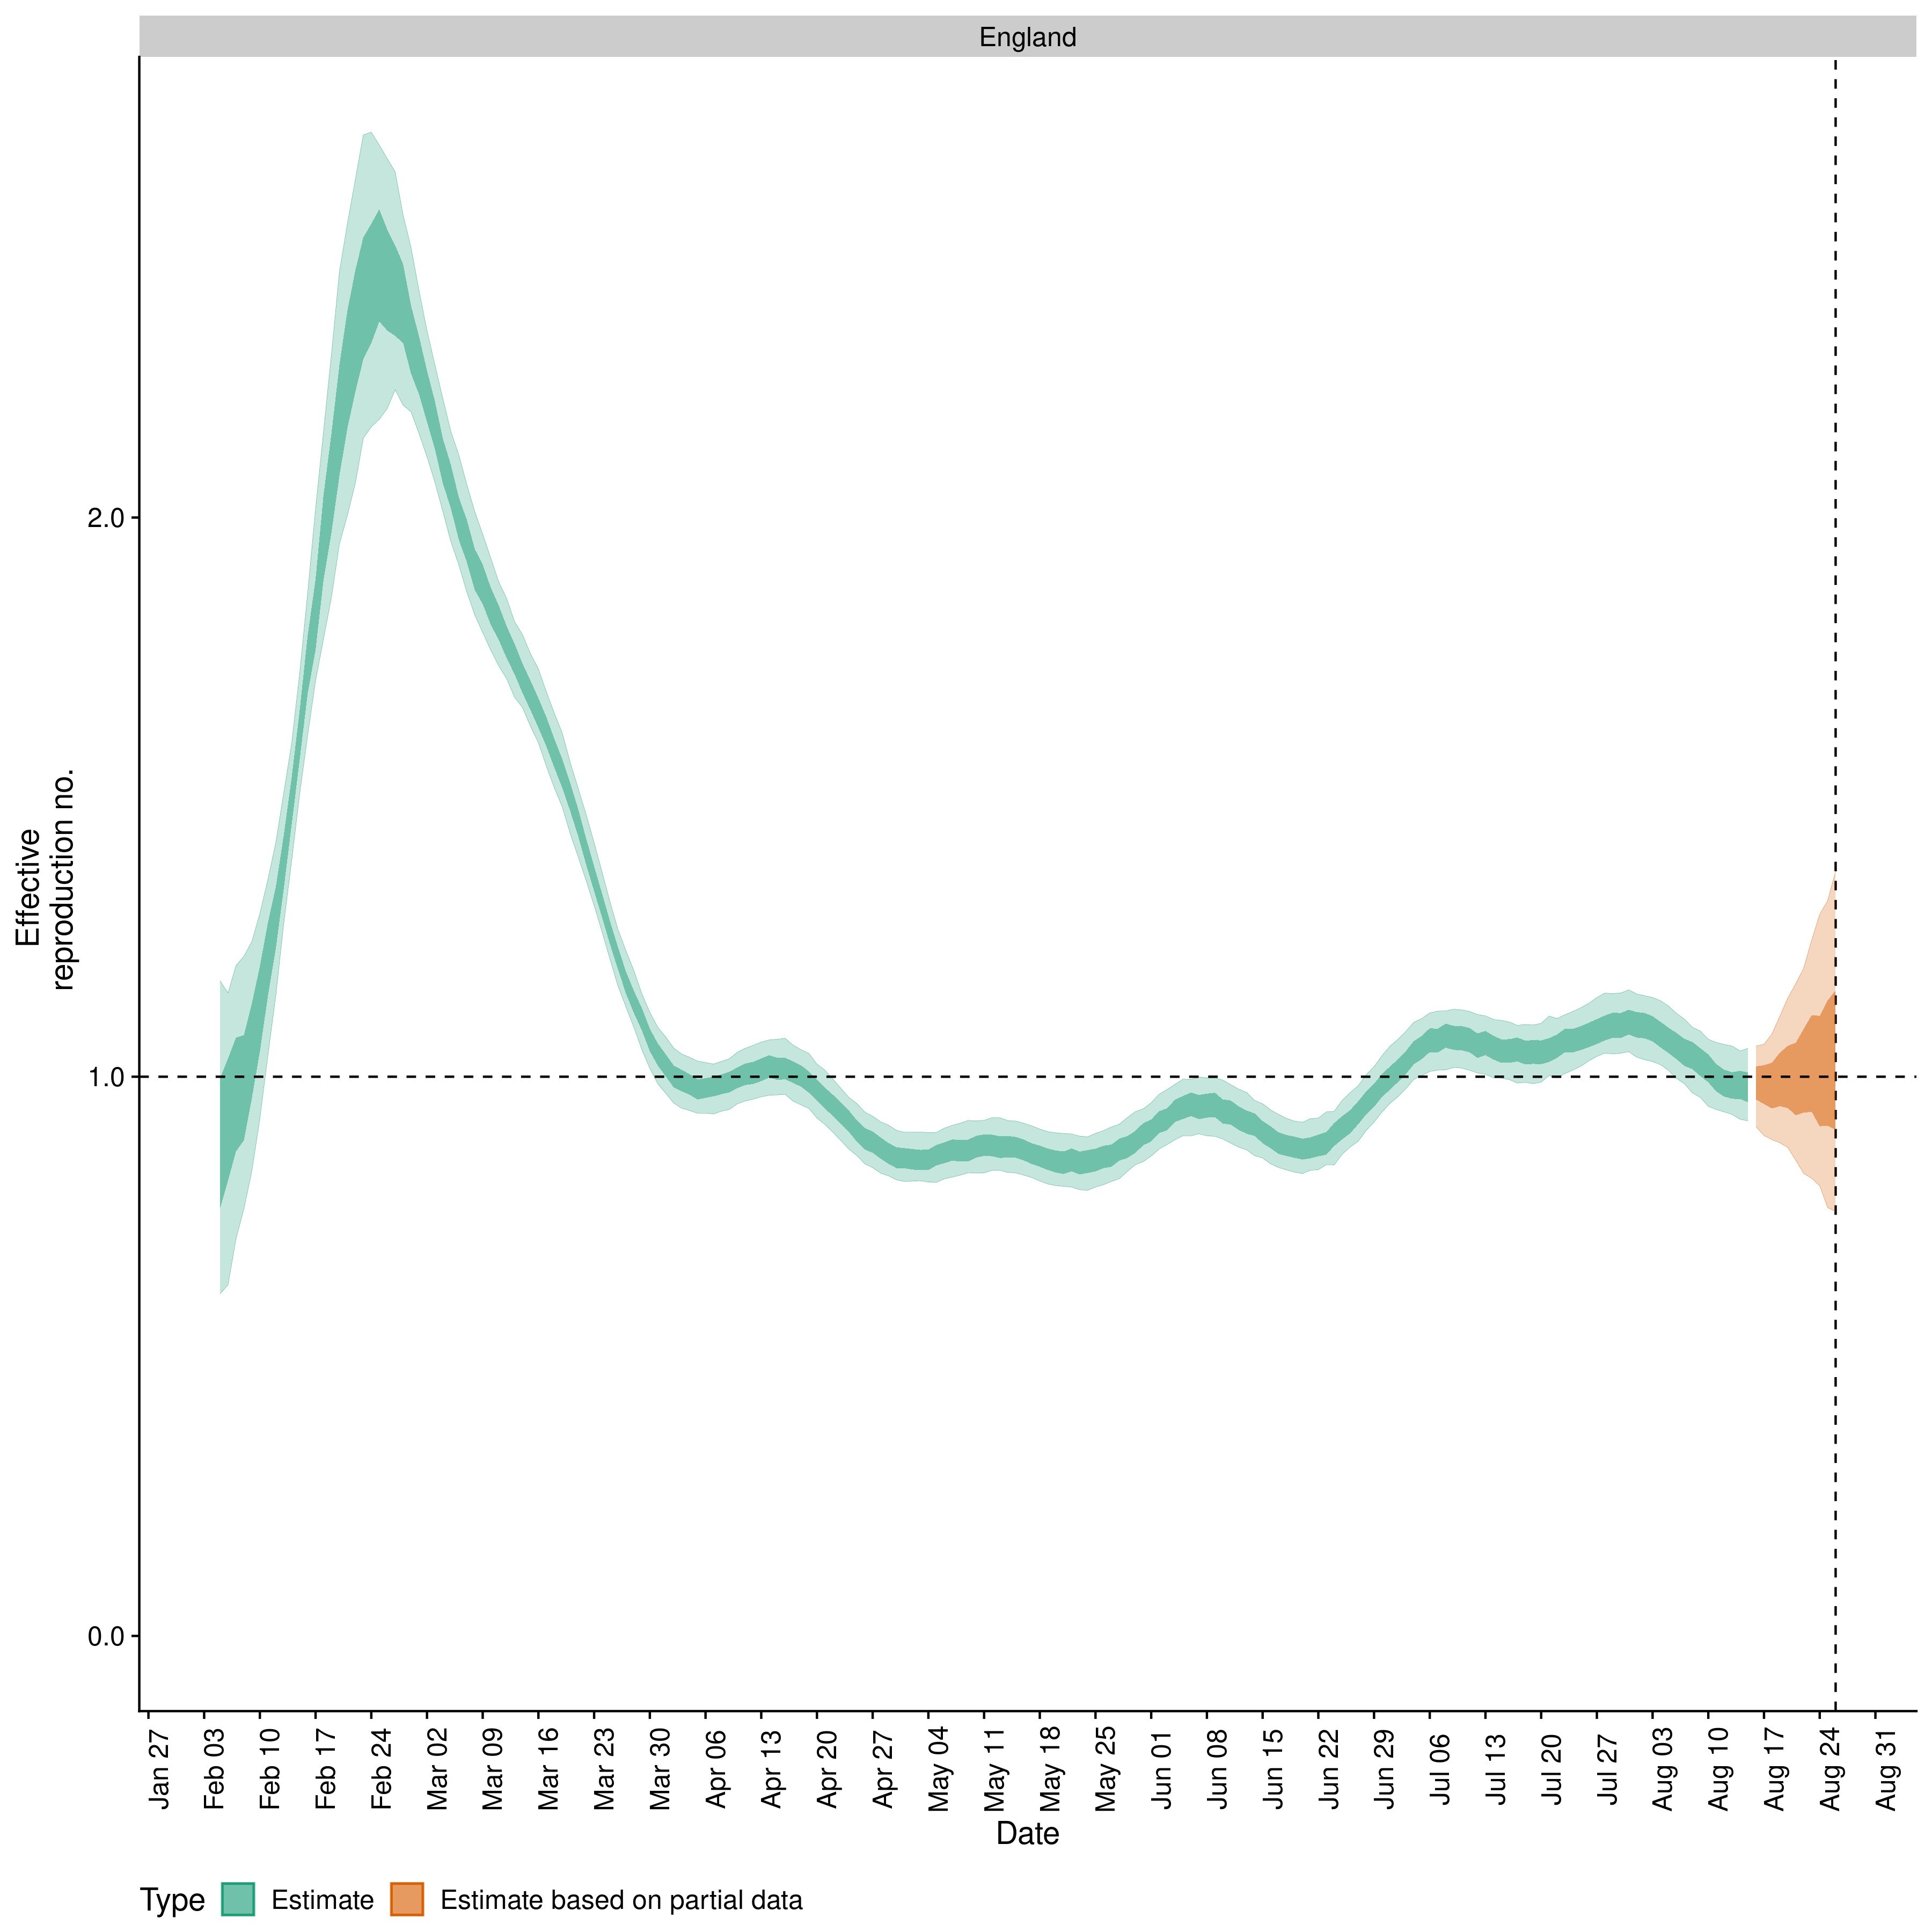 England
Effective
reproduction no.
2.0
1.0
0.0
Jan 27
Feb 03
Feb 10
Feb 17
Feb 24
Mar 02
Mar 09
Mar 16
Mar 23
Mar 30
Apr 06
Apr 13
Apr 20
Apr 27
May 04
May 11
May 18
May 25
Jun 01
Jun 08
Jun 15
Jun 22
Jun 29
Jul 06
Jul 13
Jul 20
Jul 27
Aug 03
Aug 10
Aug 17
Aug 24
Aug 31
Date
Type Estimate Estimate based on partial data